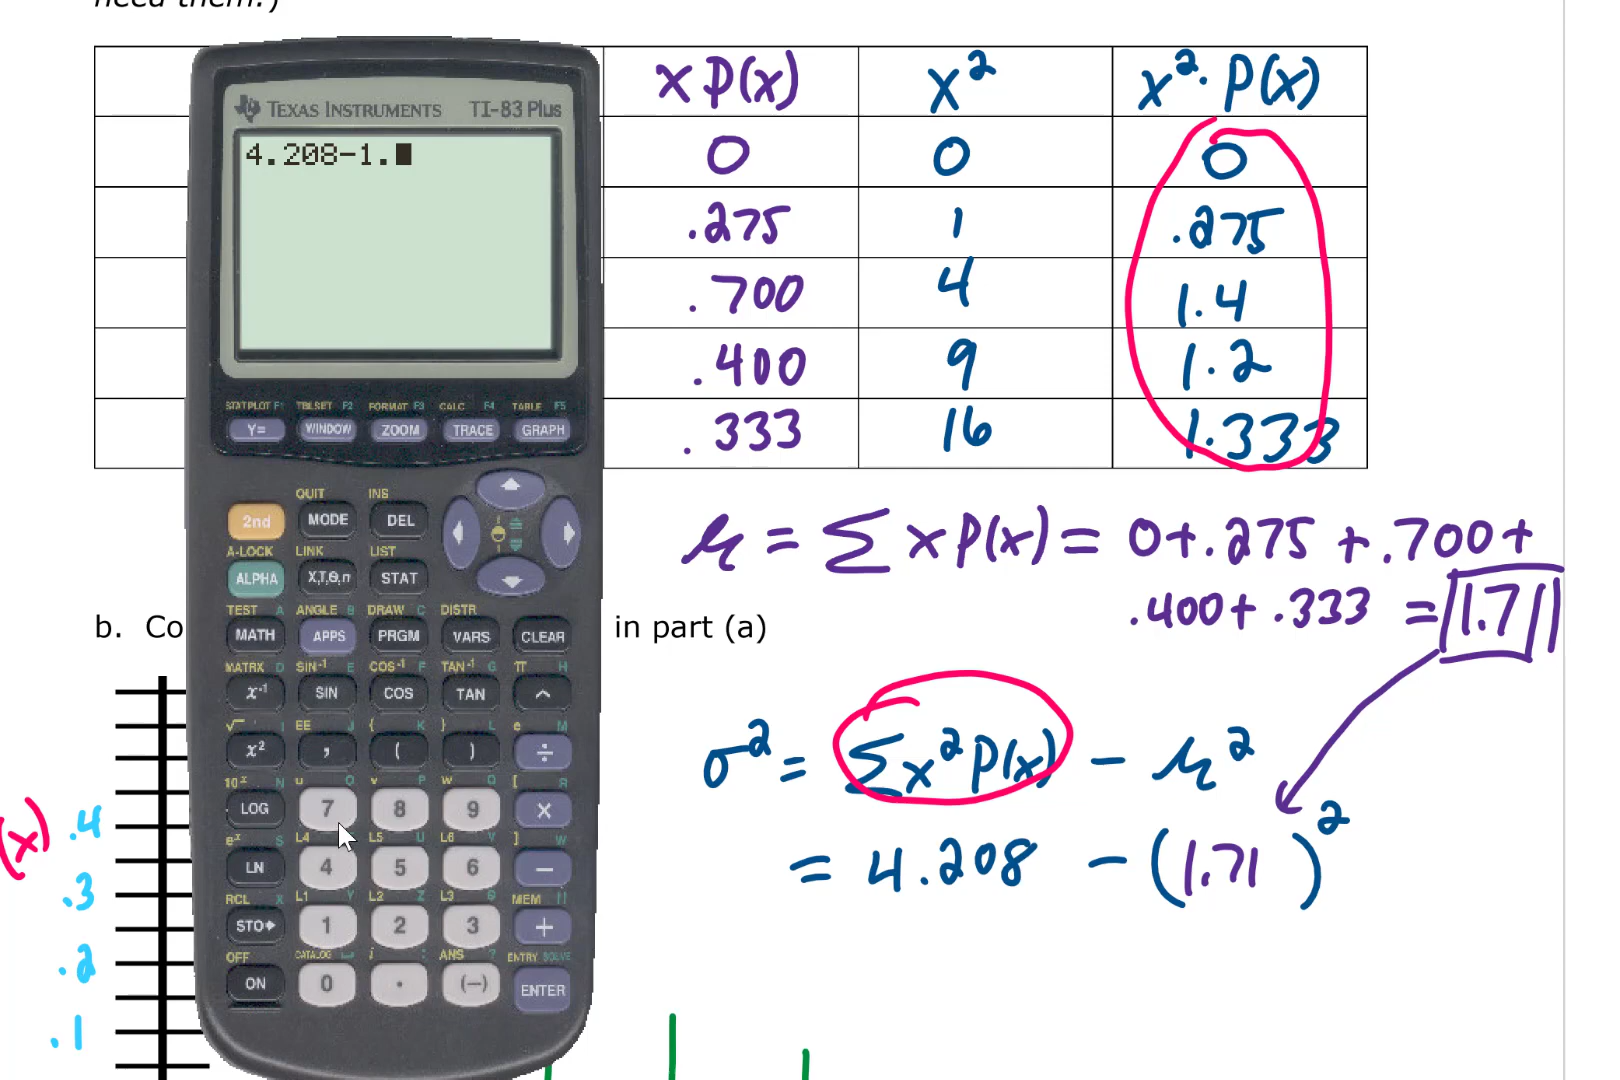 need them.)
x P(x) x² x²· P(x)
0 0 0
.275 1 .275
.700 4 1.4
.400 9 1.2
.333 16 1.333
TEXAS INSTRUMENTS TI-83 Plus
4.208-1.
STAT PLOT F1 TBLSET F2 FORMAT F3 CALC F4 TABLE F5
Y= WINDOW ZOOM TRACE GRAPH
QUIT INS
2nd MODE DEL
A-LOCK LINK LIST
ALPHA X,T,Θ,n STAT
TEST A ANGLE B DRAW C DISTR
MATH APPS PRGM VARS CLEAR
MATRX D SIN⁻¹ E COS⁻¹ F TAN⁻¹ G π H
x⁻¹ SIN COS TAN ^
√ I EE J { K } L e M
x² , ( ) ÷
10ˣ N u O v P w Q [ R
LOG 7 8 9 ×
eˣ S L4 T L5 U L6 V ] W
LN 4 5 6 −
RCL X L1 Y L2 Z L3 θ MEM "
STO▸ 1 2 3 +
OFF CATALOG i : ANS ? ENTRY SOLVE
ON 0 . (−) ENTER
μ = Σ x P(x) = 0+.275 +.700+
.400+ .333 = 1.71
b. Co in part (a)
σ² = Σx²P(x) − μ²
= 4.208 − (1.71)²
(x) .4
.3
.2
.1